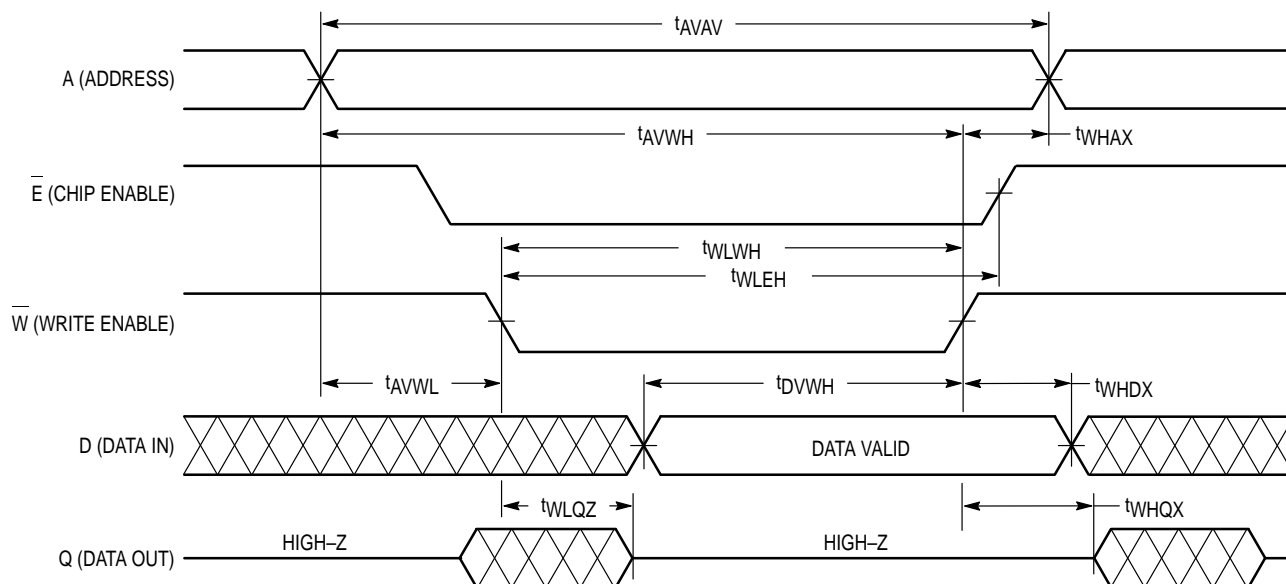 tAVAV
A (ADDRESS)
tAVWH
tWHAX
E (CHIP ENABLE)
tWLWH
tWLEH
W (WRITE ENABLE)
tAVWL
tDVWH
tWHDX
D (DATA IN)
DATA VALID
tWLQZ
tWHQX
HIGH–Z
HIGH–Z
Q (DATA OUT)